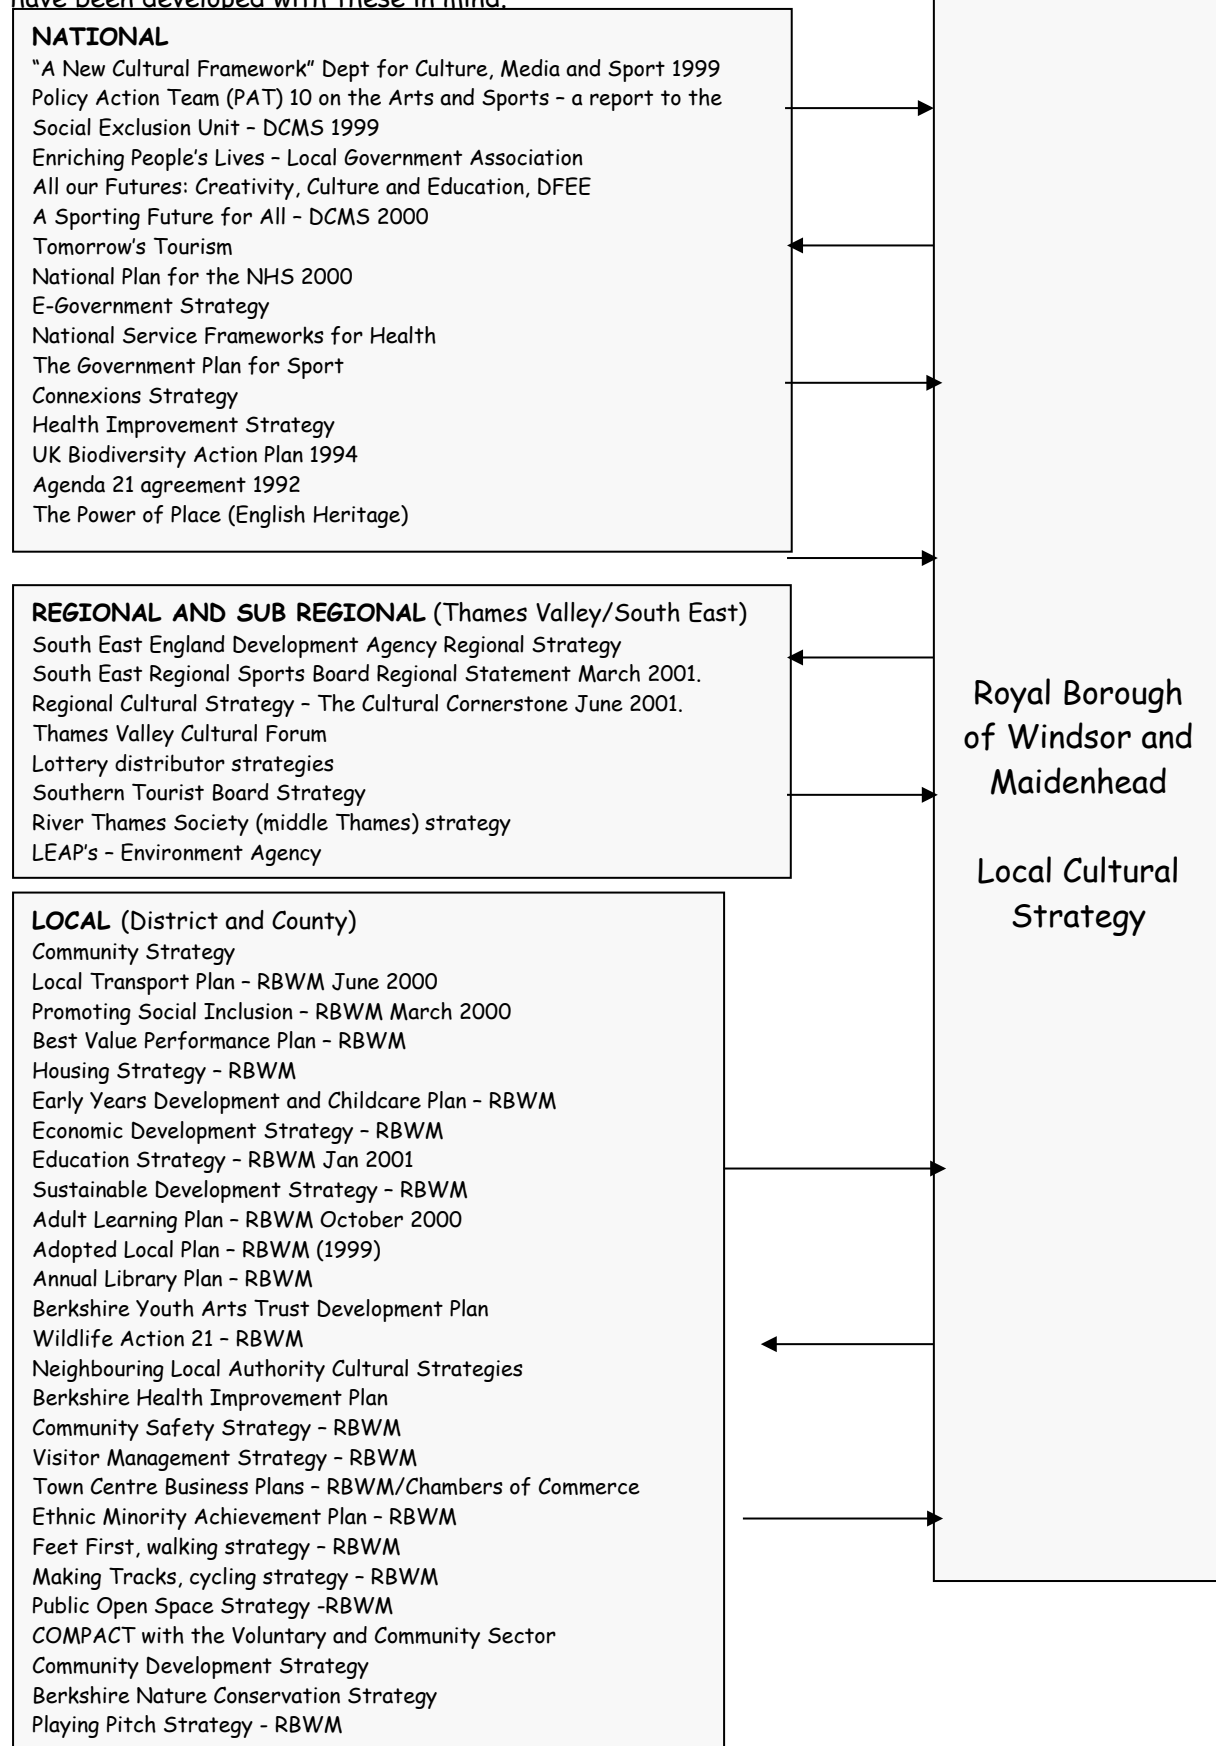 have been developed with these in mind.
NATIONAL
“A New Cultural Framework” Dept for Culture, Media and Sport 1999
Policy Action Team (PAT) 10 on the Arts and Sports – a report to the
Social Exclusion Unit – DCMS 1999
Enriching People’s Lives – Local Government Association
All our Futures: Creativity, Culture and Education, DFEE
A Sporting Future for All – DCMS 2000
Tomorrow’s Tourism
National Plan for the NHS 2000
E-Government Strategy
National Service Frameworks for Health
The Government Plan for Sport
Connexions Strategy
Health Improvement Strategy
UK Biodiversity Action Plan 1994
Agenda 21 agreement 1992
The Power of Place (English Heritage)
REGIONAL AND SUB REGIONAL (Thames Valley/South East)
South East England Development Agency Regional Strategy
South East Regional Sports Board Regional Statement March 2001.
Regional Cultural Strategy – The Cultural Cornerstone June 2001.
Thames Valley Cultural Forum
Lottery distributor strategies
Southern Tourist Board Strategy
River Thames Society (middle Thames) strategy
LEAP’s – Environment Agency
LOCAL (District and County)
Community Strategy
Local Transport Plan – RBWM June 2000
Promoting Social Inclusion – RBWM March 2000
Best Value Performance Plan – RBWM
Housing Strategy – RBWM
Early Years Development and Childcare Plan – RBWM
Economic Development Strategy – RBWM
Education Strategy – RBWM Jan 2001
Sustainable Development Strategy – RBWM
Adult Learning Plan – RBWM October 2000
Adopted Local Plan – RBWM (1999)
Annual Library Plan – RBWM
Berkshire Youth Arts Trust Development Plan
Wildlife Action 21 – RBWM
Neighbouring Local Authority Cultural Strategies
Berkshire Health Improvement Plan
Community Safety Strategy – RBWM
Visitor Management Strategy – RBWM
Town Centre Business Plans – RBWM/Chambers of Commerce
Ethnic Minority Achievement Plan – RBWM
Feet First, walking strategy – RBWM
Making Tracks, cycling strategy – RBWM
Public Open Space Strategy -RBWM
COMPACT with the Voluntary and Community Sector
Community Development Strategy
Berkshire Nature Conservation Strategy
Playing Pitch Strategy - RBWM
Royal Borough
of Windsor and
Maidenhead
Local Cultural
Strategy